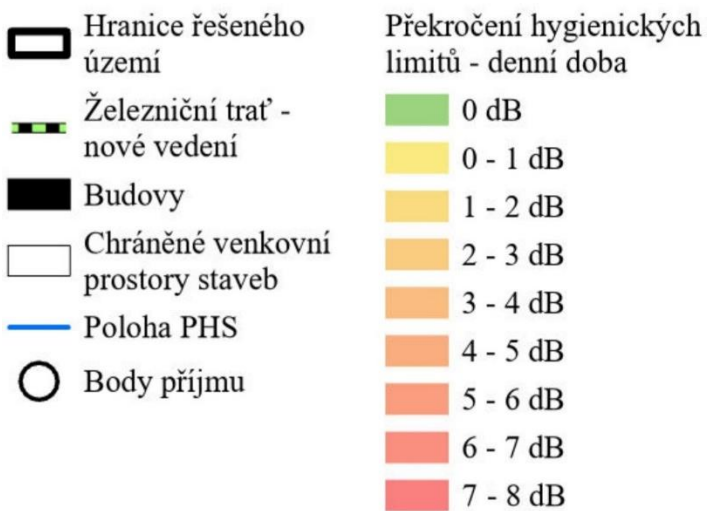 Hranice řešeného
území
Železniční trať -
nové vedení
Budovy
Chráněné venkovní
prostory staveb
Poloha PHS
Body příjmu
Překročení hygienických
limitů - denní doba
0 dB
0 - 1 dB
1 - 2 dB
2 - 3 dB
3 - 4 dB
4 - 5 dB
5 - 6 dB
6 - 7 dB
7 - 8 dB